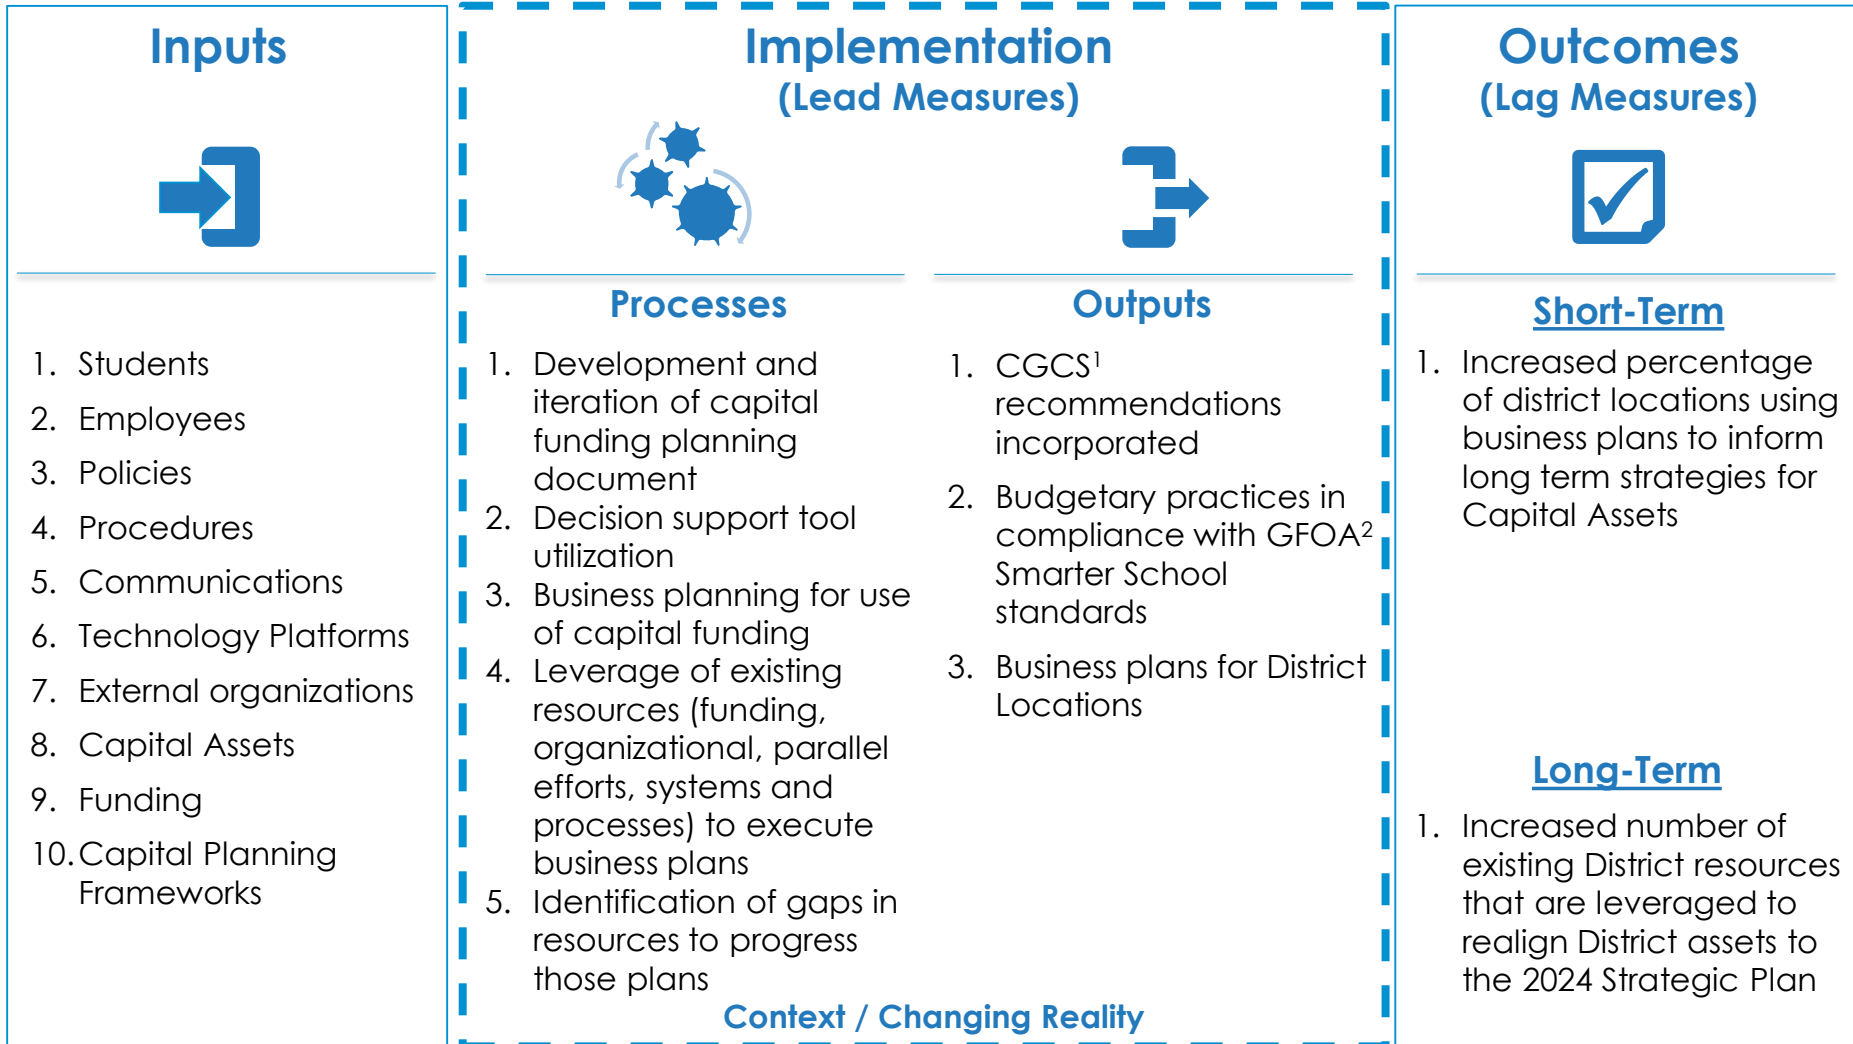 Inputs
1. Students
2. Employees
3. Policies
4. Procedures
5. Communications
6. Technology Platforms
7. External organizations
8. Capital Assets
9. Funding
10. Capital Planning
Frameworks
Implementation
(Lead Measures)
Processes
1. Development and
iteration of capital
funding planning
document
2. Decision support tool
utilization
3. Business planning for use
of capital funding
4. Leverage of existing
resources (funding,
organizational, parallel
efforts, systems and
processes) to execute
business plans
5. Identification of gaps in
resources to progress
those plans
Outputs
1. CGCS¹
recommendations
incorporated
2. Budgetary practices in
compliance with GFOA²
Smarter School
standards
3. Business plans for District
Locations
Context / Changing Reality
Outcomes
(Lag Measures)
Short-Term
1. Increased percentage
of district locations using
business plans to inform
long term strategies for
Capital Assets
Long-Term
1. Increased number of
existing District resources
that are leveraged to
realign District assets to
the 2024 Strategic Plan